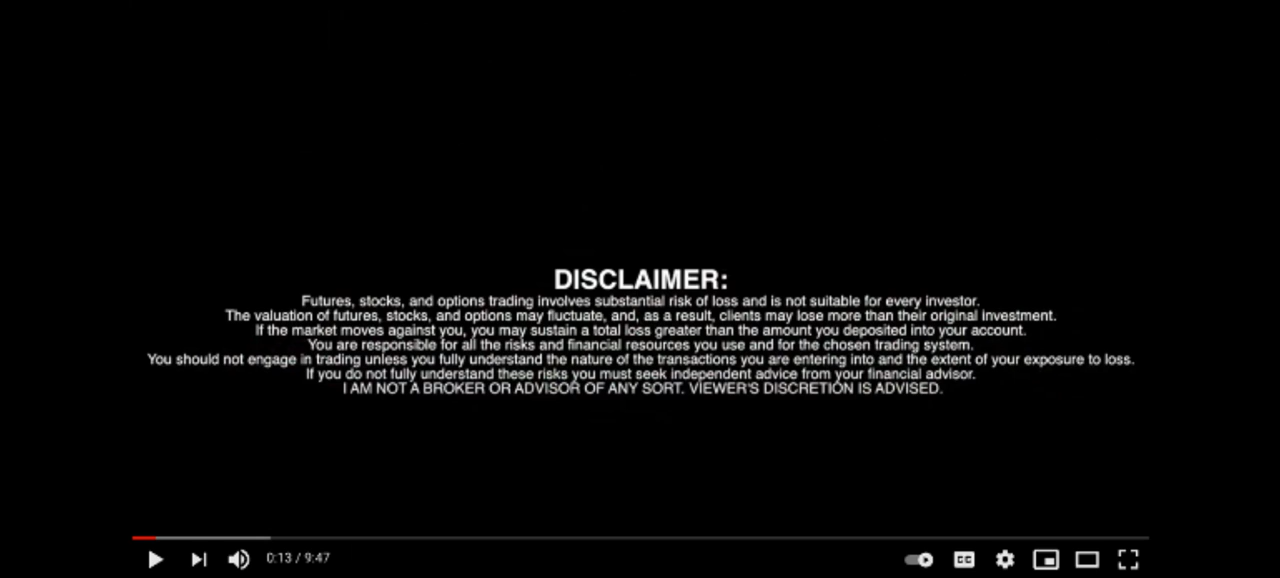 DISCLAIMER:
Futures, stocks, and options trading involves substantial risk of loss and is not suitable for every investor.
The valuation of futures, stocks, and options may fluctuate, and, as a result, clients may lose more than their original investment.
If the market moves against you, you may sustain a total loss greater than the amount you deposited into your account.
You are responsible for all the risks and financial resources you use and for the chosen trading system.
You should not engage in trading unless you fully understand the nature of the transactions you are entering into and the extent of your exposure to loss.
If you do not fully understand these risks you must seek independent advice from your financial advisor.
I AM NOT A BROKER OR ADVISOR OF ANY SORT. VIEWER'S DISCRETION IS ADVISED.
0:13 / 9:47
CC